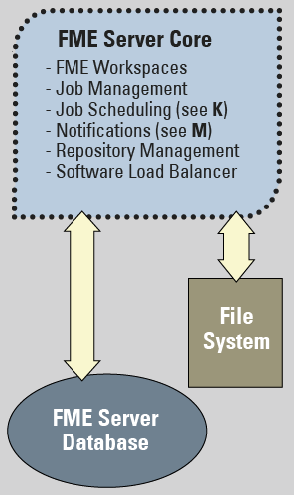 FME Server Core
- FME Workspaces
- Job Management
- Job Scheduling (see K)
- Notifications (see M)
- Repository Management
- Software Load Balancer
File
System
FME Server
Database